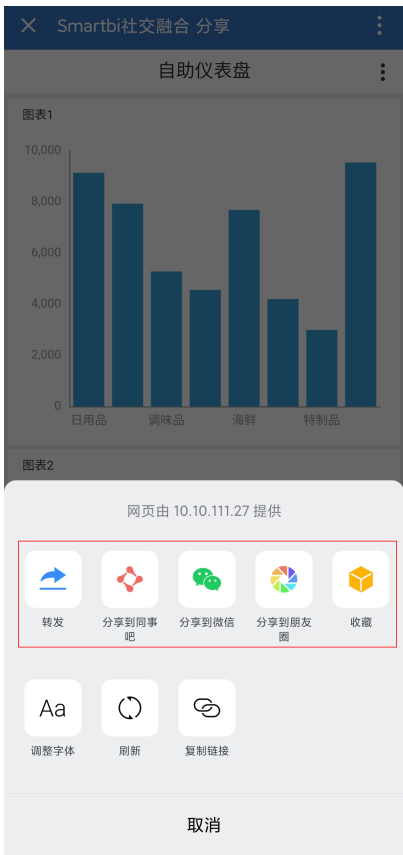 Smartbi社交融合 分享
自助仪表盘
图表1
10,000
8,000
6,000
4,000
2,000
0
日用品 调味品 海鲜 特制品
图表2
网页由 10.10.111.27 提供
转发 分享到同事 分享到微信 分享到朋友 收藏
吧 圈
Aa
调整字体 刷新 复制链接
取消